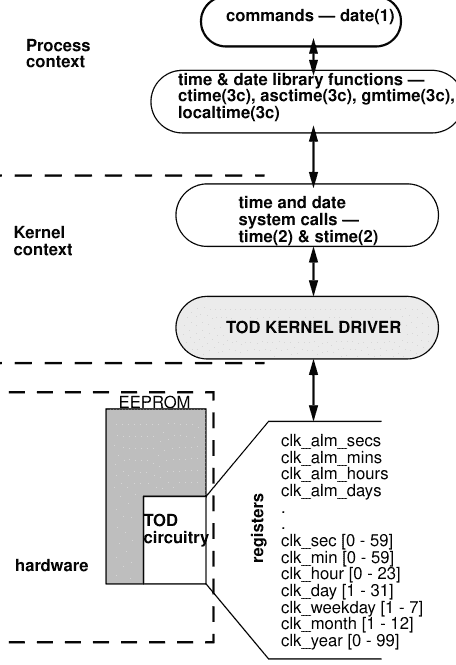 commands — date(1)
Process
context
time & date library functions —
ctime(3c), asctime(3c), gmtime(3c),
localtime(3c)
time and date
system calls —
time(2) & stime(2)
Kernel
context
TOD KERNEL DRIVER
EEPROM
TOD
circuitry
hardware
registers
clk_alm_secs
clk_alm_mins
clk_alm_hours
clk_alm_days
.
.
clk_sec [0 - 59]
clk_min [0 - 59]
clk_hour [0 - 23]
clk_day [1 - 31]
clk_weekday [1 - 7]
clk_month [1 - 12]
clk_year [0 - 99]